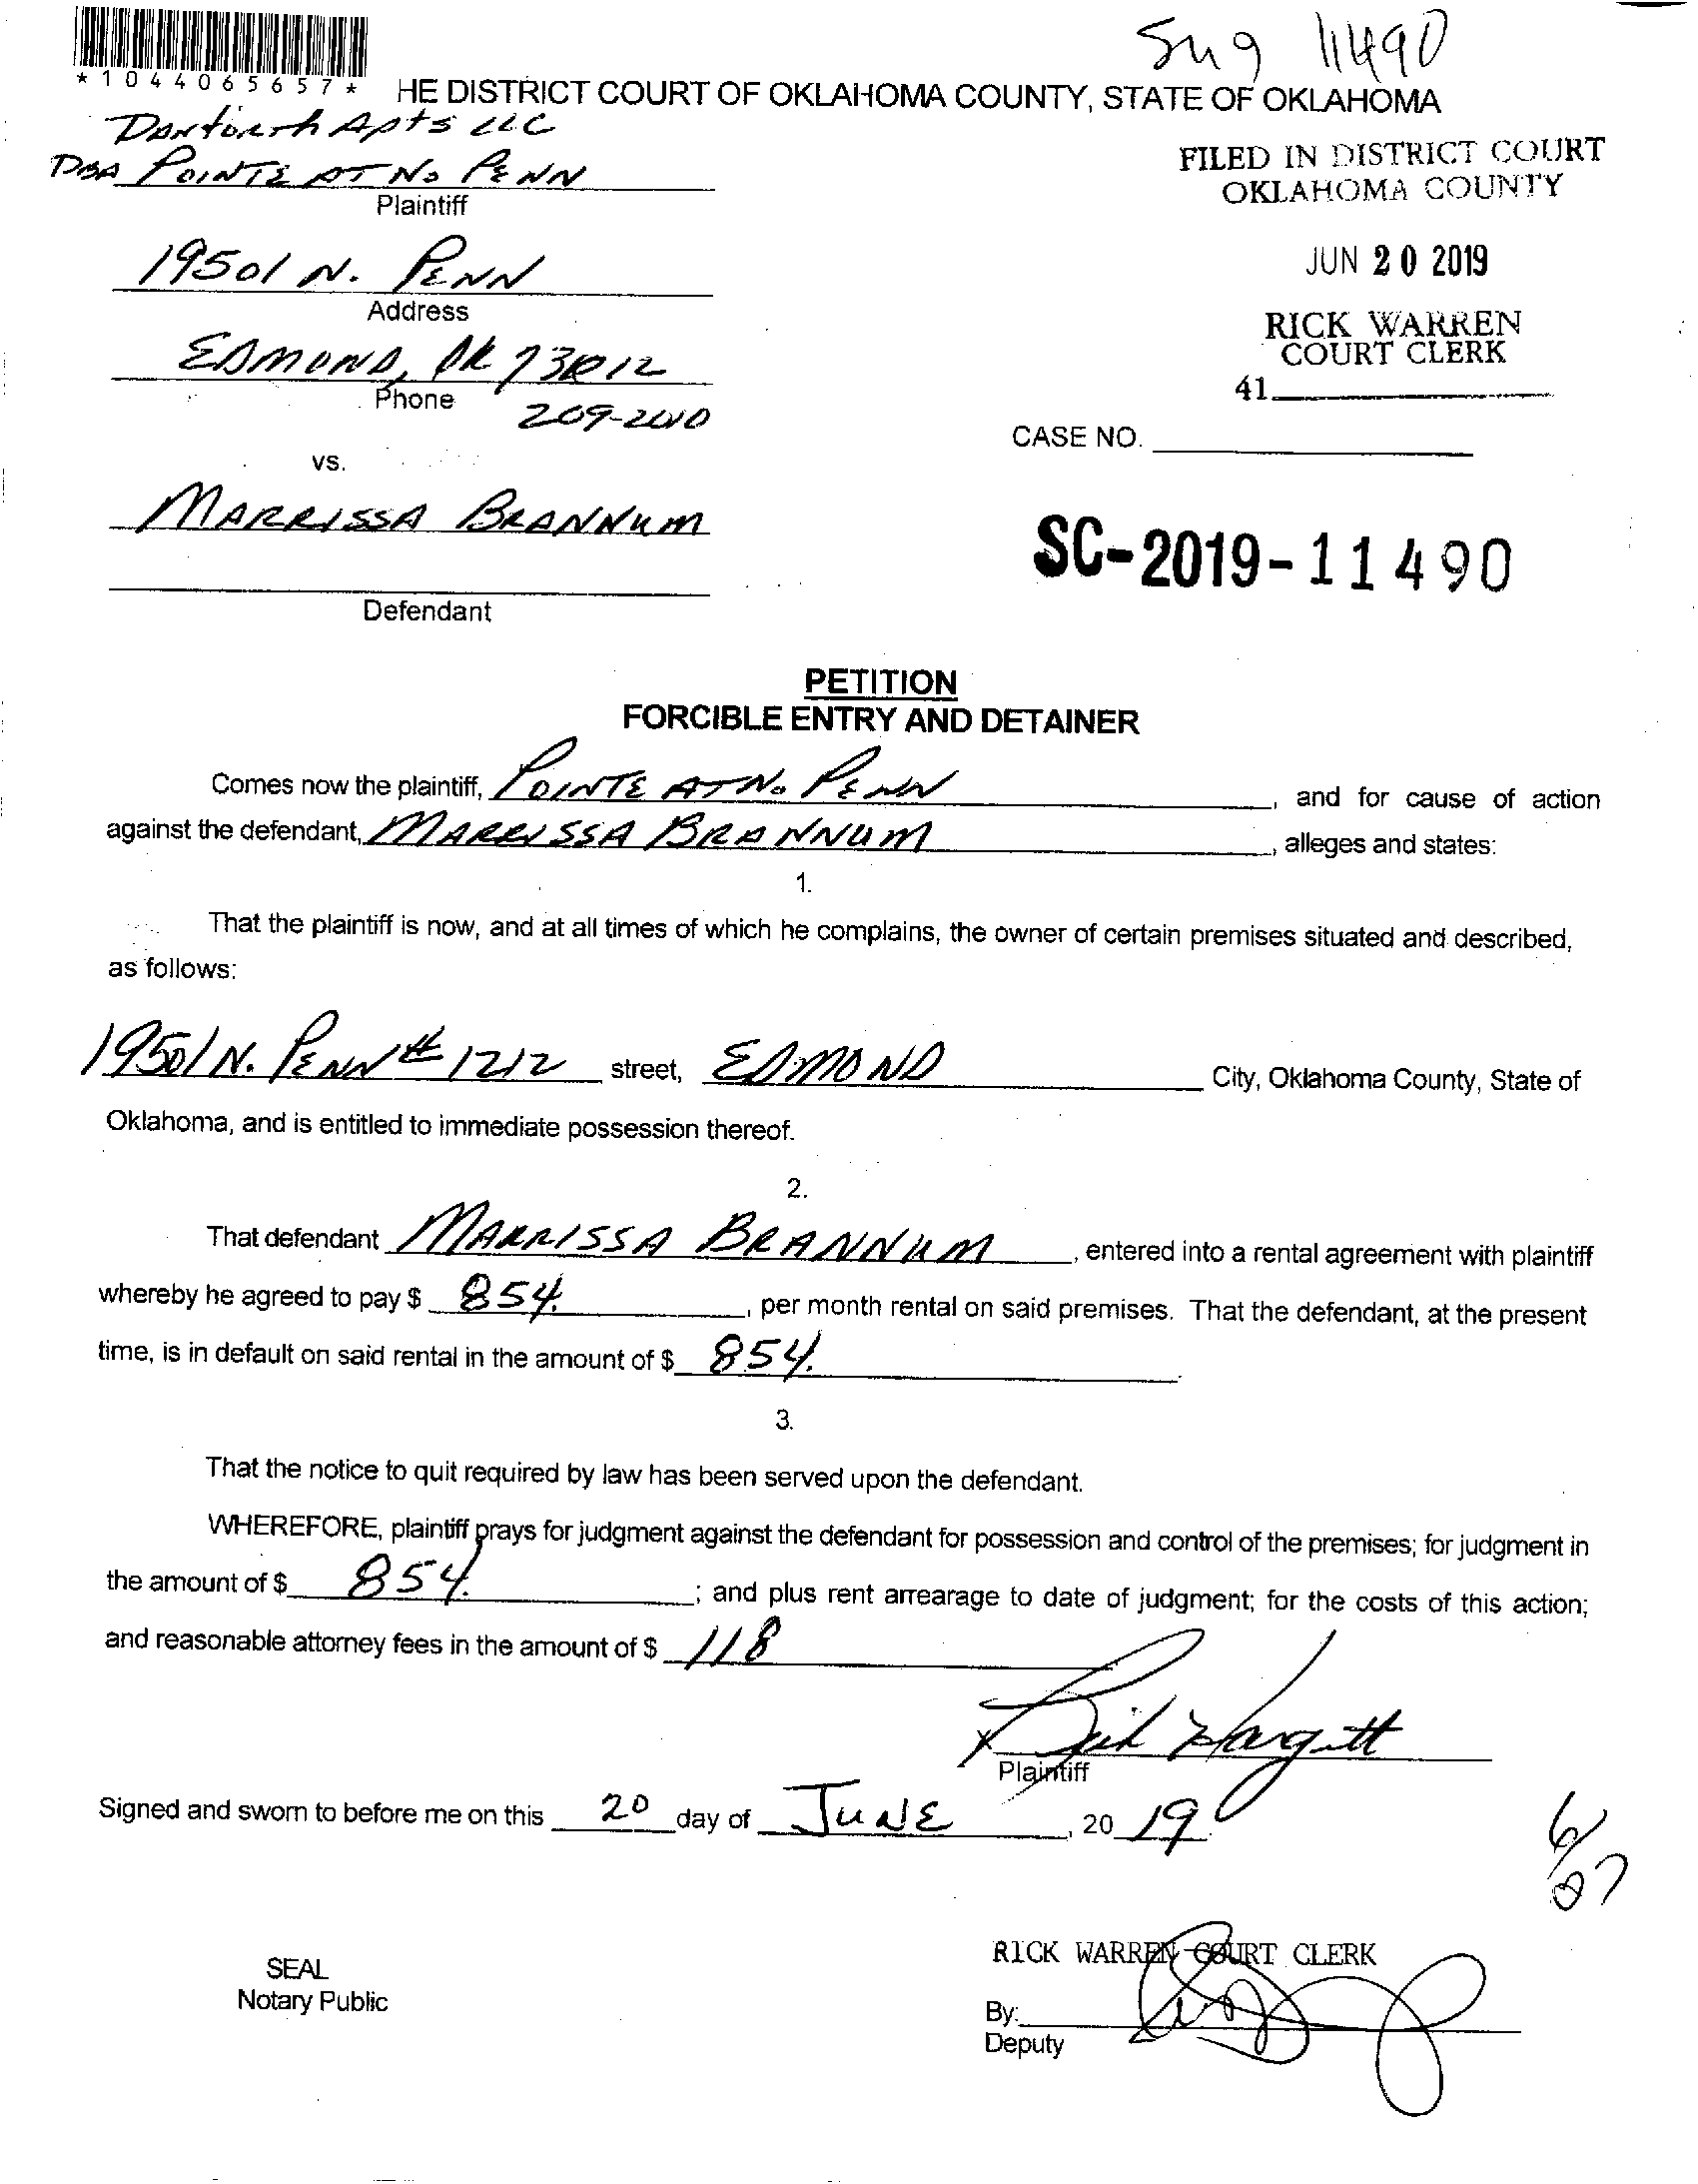 Sng 11490
*1044065657*
HE DISTRICT COURT OF OKLAHOMA COUNTY, STATE OF OKLAHOMA
Danforth Apts LLC
DBA POINTE AT No PENN
Plaintiff
FILED IN DISTRICT COURT
OKLAHOMA COUNTY
19501 N. PENN
Address
JUN 20 2019
RICK WARREN
COURT CLERK
EDMOND, OK 73012
Phone
209-2010
41
CASE NO.
vs.
MARRISSA BRANNUM
SC-2019-11490
Defendant
PETITION
FORCIBLE ENTRY AND DETAINER
Comes now the plaintiff, POINTE AT No. PENN, and for cause of action
against the defendant, MARRISSA BRANNUM, alleges and states:
1.
That the plaintiff is now, and at all times of which he complains, the owner of certain premises situated and described,
as follows:
19501 N. PENN # 1212 street, EDMOND City, Oklahoma County, State of
Oklahoma, and is entitled to immediate possession thereof.
2.
That defendant MARRISSA BRANNUM, entered into a rental agreement with plaintiff
whereby he agreed to pay $ 854., per month rental on said premises. That the defendant, at the present
time, is in default on said rental in the amount of $ 854.
3.
That the notice to quit required by law has been served upon the defendant.
WHEREFORE, plaintiff prays for judgment against the defendant for possession and control of the premises; for judgment in
the amount of $ 854.; and plus rent arrearage to date of judgment; for the costs of this action;
and reasonable attorney fees in the amount of $ 118
X Hargett
Plaintiff
Signed and sworn to before me on this 20 day of JUNE, 20 19.
6/27
RICK WARREN COURT CLERK
SEAL
Notary Public
By:
Deputy